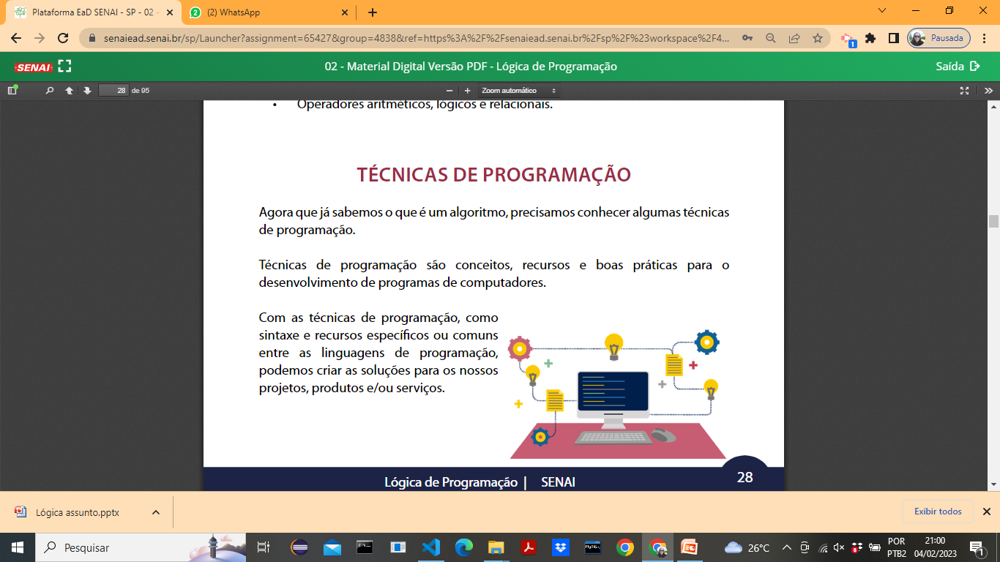 Plataforma EaD SENAI - SP - 02 -
(2) WhatsApp
senaiead.senai.br/sp/Launcher?assignment=65427&group=4838&ref=https%3A%2F%2Fsenaiead.senai.br%2Fsp%2F%23workspace%2F4...
1
Pausada
SENAI
02 - Material Digital Versão PDF - Lógica de Programação
Saída
28 de 95
Zoom automático
• Operadores aritméticos, lógicos e relacionais.
TÉCNICAS DE PROGRAMAÇÃO
Agora que já sabemos o que é um algoritmo, precisamos conhecer algumas técnicas
de programação.
Técnicas de programação são conceitos, recursos e boas práticas para o
desenvolvimento de programas de computadores.
Com as técnicas de programação, como
sintaxe e recursos específicos ou comuns
entre as linguagens de programação,
podemos criar as soluções para os nossos
projetos, produtos e/ou serviços.
28
Lógica de Programação | SENAI
Lógica assunto.pptx
Exibir todos
Pesquisar
MySQL
26°C
POR
PTB2
21:00
04/02/2023
1